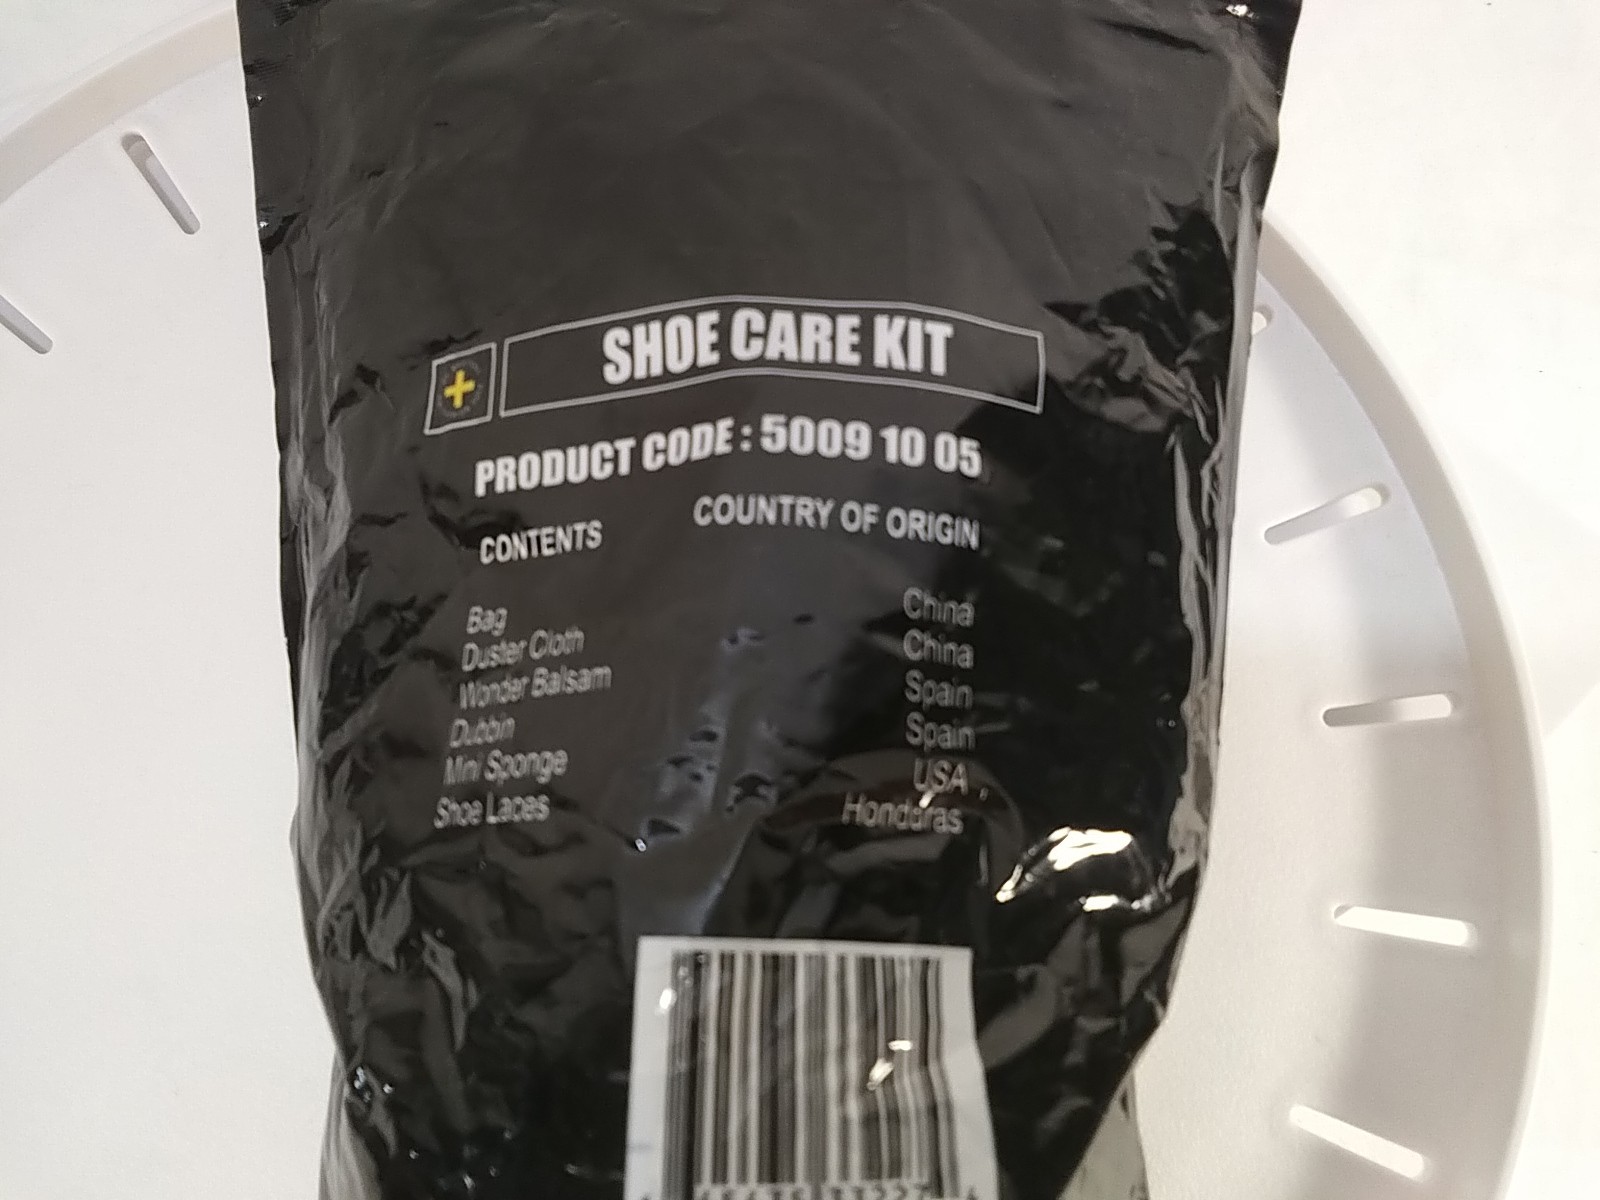 SHOE CARE KIT
PRODUCT CODE : 5009 10 05
CONTENTS COUNTRY OF ORIGIN
Bag China
Duster Cloth China
Wonder Balsam Spain
Dubbin Spain
Mini Sponge USA
Shoe Laces Honduras